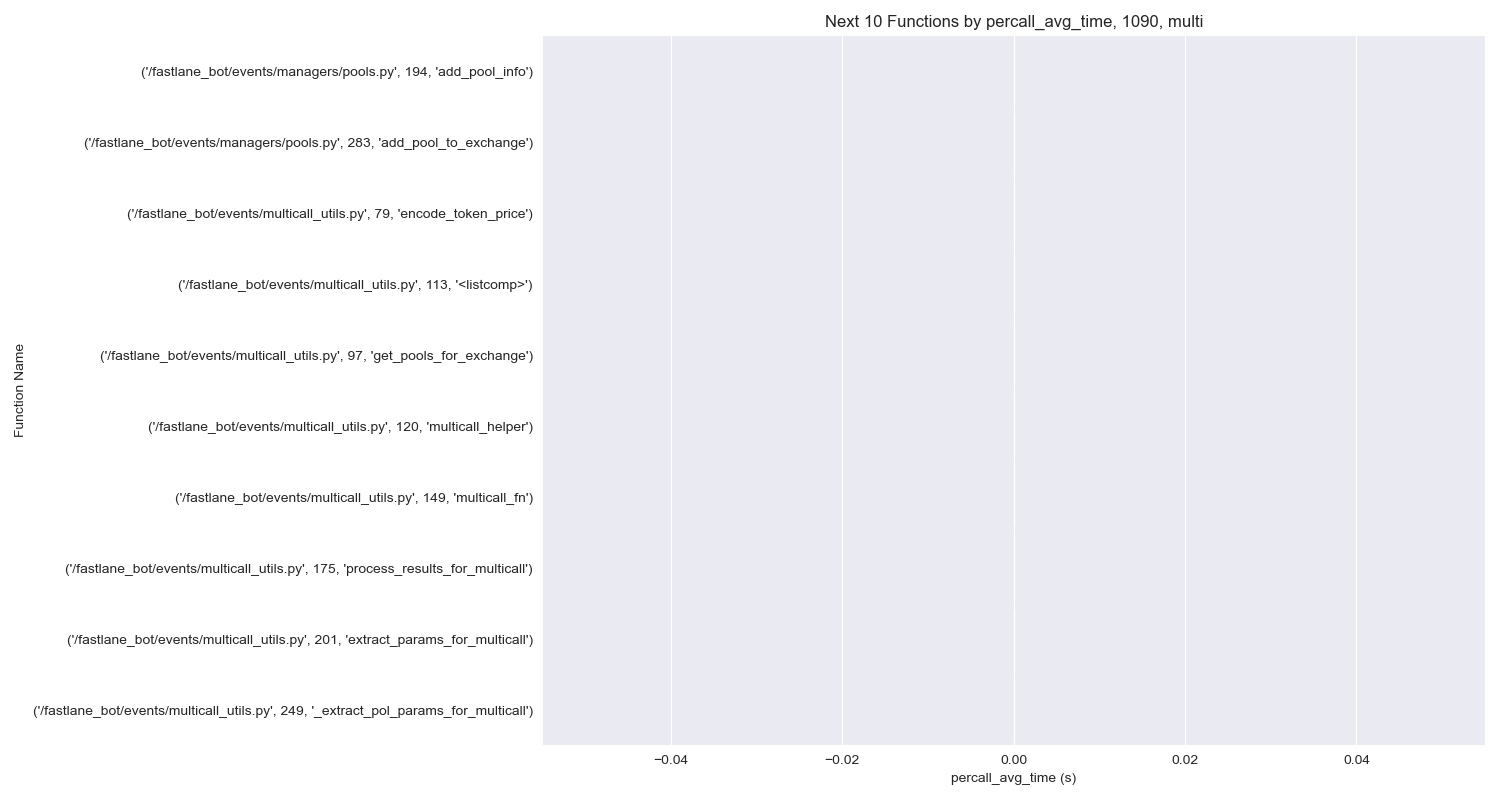 Next 10 Functions by percall_avg_time, 1090, multi
('/fastlane_bot/events/managers/pools.py', 194, 'add_pool_info')
('/fastlane_bot/events/managers/pools.py', 283, 'add_pool_to_exchange')
('/fastlane_bot/events/multicall_utils.py', 79, 'encode_token_price')
('/fastlane_bot/events/multicall_utils.py', 113, '<listcomp>')
('/fastlane_bot/events/multicall_utils.py', 97, 'get_pools_for_exchange')
('/fastlane_bot/events/multicall_utils.py', 120, 'multicall_helper')
('/fastlane_bot/events/multicall_utils.py', 149, 'multicall_fn')
('/fastlane_bot/events/multicall_utils.py', 175, 'process_results_for_multicall')
('/fastlane_bot/events/multicall_utils.py', 201, 'extract_params_for_multicall')
('/fastlane_bot/events/multicall_utils.py', 249, '_extract_pol_params_for_multicall')
Function Name
−0.04 −0.02 0.00 0.02 0.04
percall_avg_time (s)